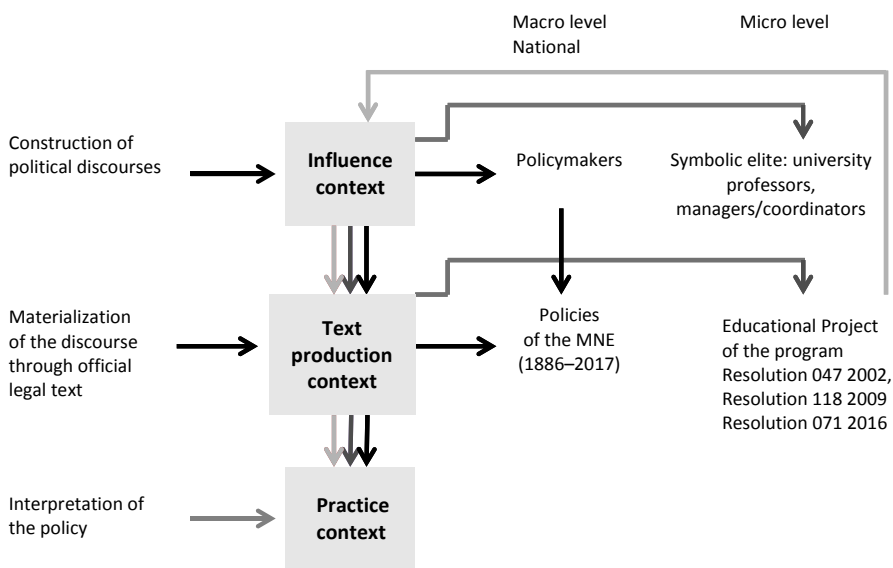 Macro level
National
Micro level
Construction of
political discourses
Influence
context
Policymakers
Symbolic elite: university
professors,
managers/coordinators
Materialization
of the discourse
through official
legal text
Text
production
context
Policies
of the MNE
(1886–2017)
Educational Project
of the program
Resolution 047 2002,
Resolution 118 2009
Resolution 071 2016
Interpretation of
the policy
Practice
context